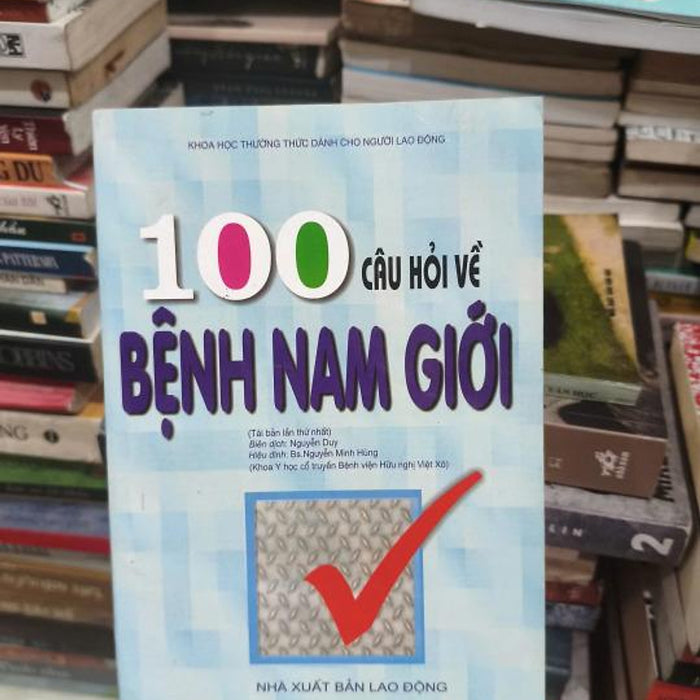 KHOA HỌC THƯỜNG THỨC DÀNH CHO NGƯỜI LAO ĐỘNG
100 CÂU HỎI VỀ
BỆNH NAM GIỚI
(Tái bản lần thứ nhất)
Biên dịch: Nguyễn Duy
Hiệu đính: Bs.Nguyễn Minh Hùng
(Khoa Y học cổ truyền Bệnh viện Hữu nghị Việt Xô)
NHÀ XUẤT BẢN LAO ĐỘNG
PATTERSON
2